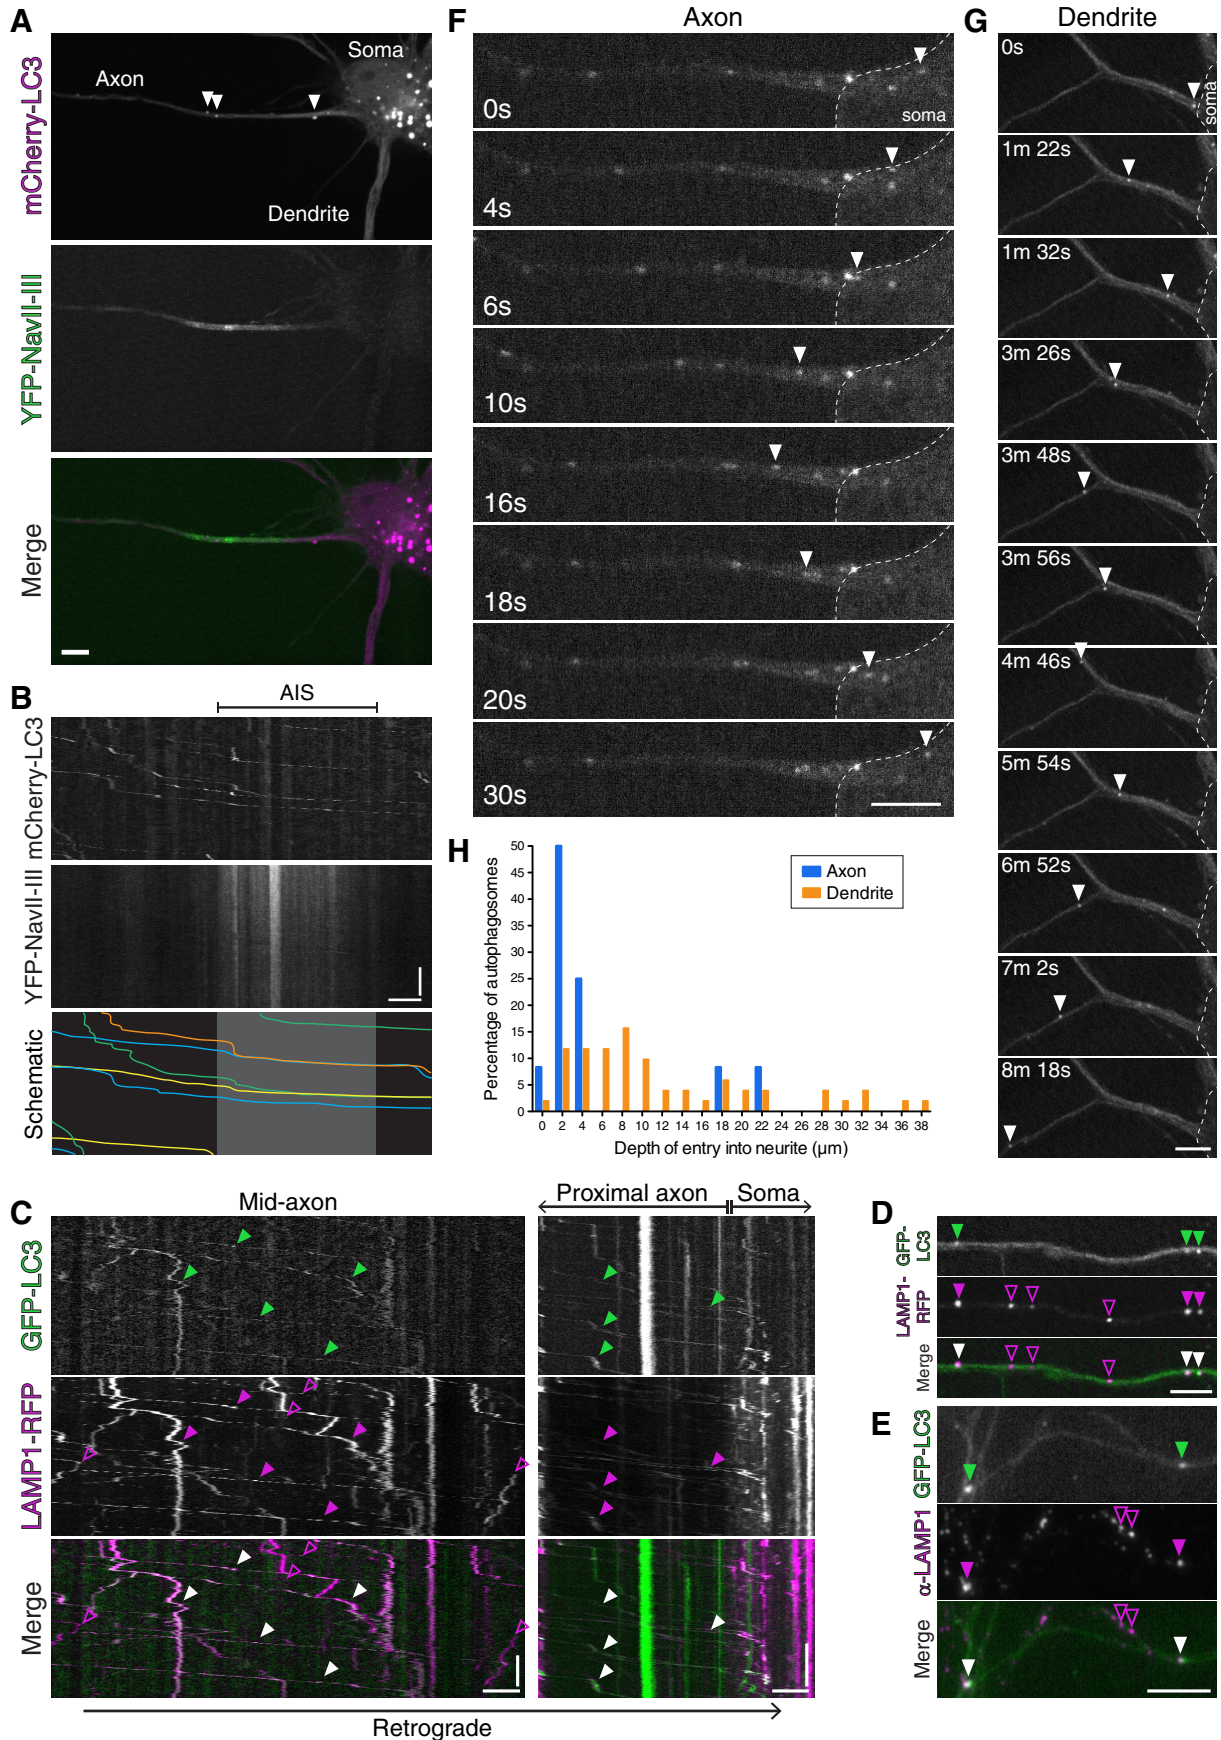 A
mCherry-LC3
Axon
Soma
Dendrite
YFP-NavII-III
Merge
B
AIS
mCherry-LC3
YFP-NavII-III
Schematic
C
Mid-axon
Proximal axon
Soma
GFP-LC3
LAMP1-RFP
Merge
Retrograde
F
Axon
0s
soma
4s
6s
10s
16s
18s
20s
30s
G
Dendrite
0s
soma
1m 22s
1m 32s
3m 26s
3m 48s
3m 56s
4m 46s
5m 54s
6m 52s
7m 2s
8m 18s
H
Percentage of autophagosomes
50
45
40
35
30
25
20
15
10
5
0
Axon
Dendrite
0 2 4 6 8 10 12 14 16 18 20 22 24 26 28 30 32 34 36 38
Depth of entry into neurite (µm)
D
GFP-
LC3
LAMP1-
RFP
Merge
E
GFP-LC3
α-LAMP1
Merge